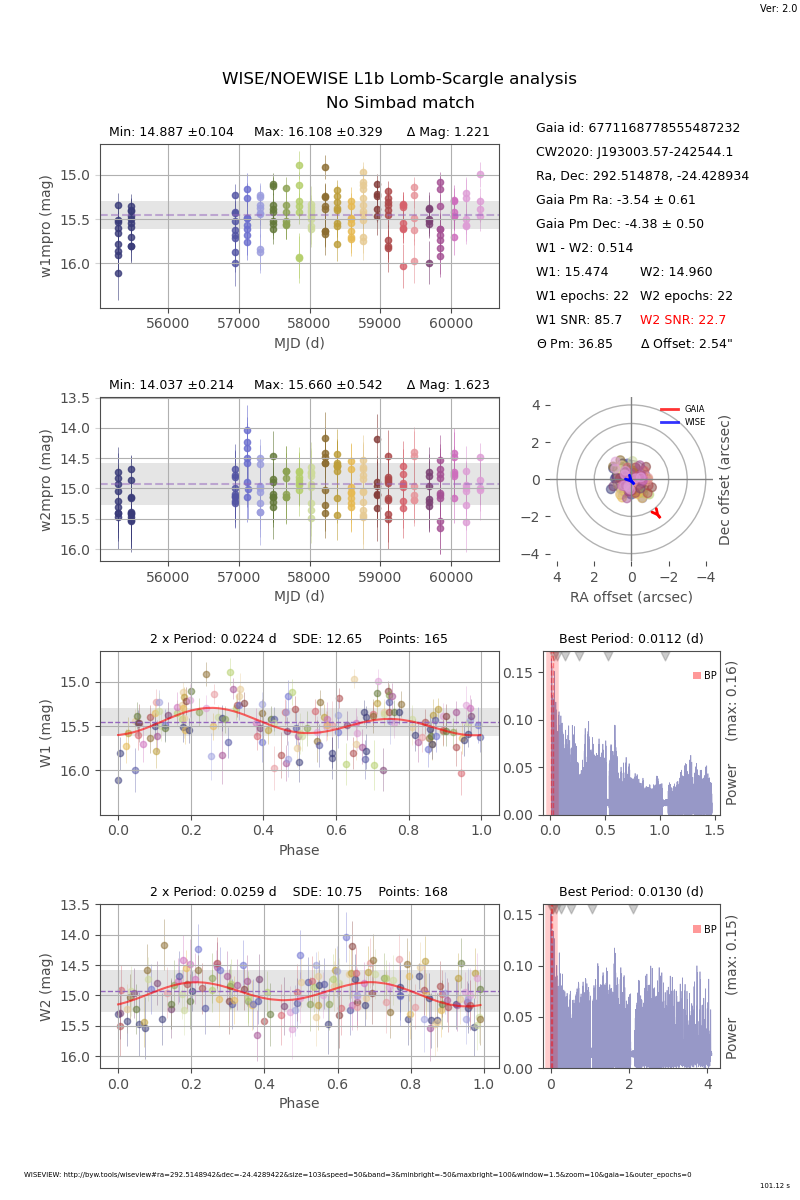 Ver: 2.0
WISE/NOEWISE L1b Lomb-Scargle analysis
No Simbad match
Min: 14.887 ±0.104 Max: 16.108 ±0.329 Δ Mag: 1.221
w1mpro (mag)
15.0
15.5
16.0
56000 57000 58000 59000 60000
MJD (d)
Gaia id: 6771168778555487232
CW2020: J193003.57-242544.1
Ra, Dec: 292.514878, -24.428934
Gaia Pm Ra: -3.54 ± 0.61
Gaia Pm Dec: -4.38 ± 0.50
W1 - W2: 0.514
W1: 15.474 W2: 14.960
W1 epochs: 22 W2 epochs: 22
W1 SNR: 85.7 W2 SNR: 22.7
Θ Pm: 36.85 Δ Offset: 2.54"
Min: 14.037 ±0.214 Max: 15.660 ±0.542 Δ Mag: 1.623
w2mpro (mag)
13.5
14.0
14.5
15.0
15.5
16.0
56000 57000 58000 59000 60000
MJD (d)
GAIA
WISE
4
2
0
−2
−4
4 2 0 −2 −4
RA offset (arcsec)
Dec offset (arcsec)
2 x Period: 0.0224 d SDE: 12.65 Points: 165
W1 (mag)
15.0
15.5
16.0
0.0 0.2 0.4 0.6 0.8 1.0
Phase
Best Period: 0.0112 (d)
BP
0.15
0.10
0.05
0.00
0.0 0.5 1.0 1.5
Power (max: 0.16)
2 x Period: 0.0259 d SDE: 10.75 Points: 168
W2 (mag)
13.5
14.0
14.5
15.0
15.5
16.0
0.0 0.2 0.4 0.6 0.8 1.0
Phase
Best Period: 0.0130 (d)
BP
0.15
0.10
0.05
0.00
0 2 4
Power (max: 0.15)
WISEVIEW: http://byw.tools/wiseview#ra=292.5148942&dec=-24.4289422&size=103&speed=50&band=3&minbright=-50&maxbright=100&window=1.5&zoom=10&gaia=1&outer_epochs=0
101.12 s